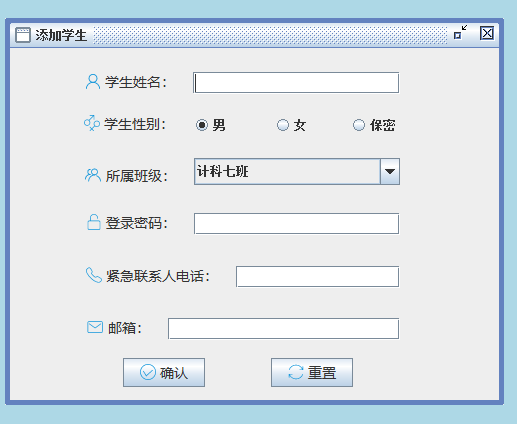 添加学生
学生姓名：
学生性别： 男 女 保密
所属班级： 计科七班
登录密码：
紧急联系人电话：
邮箱：
确认 重置